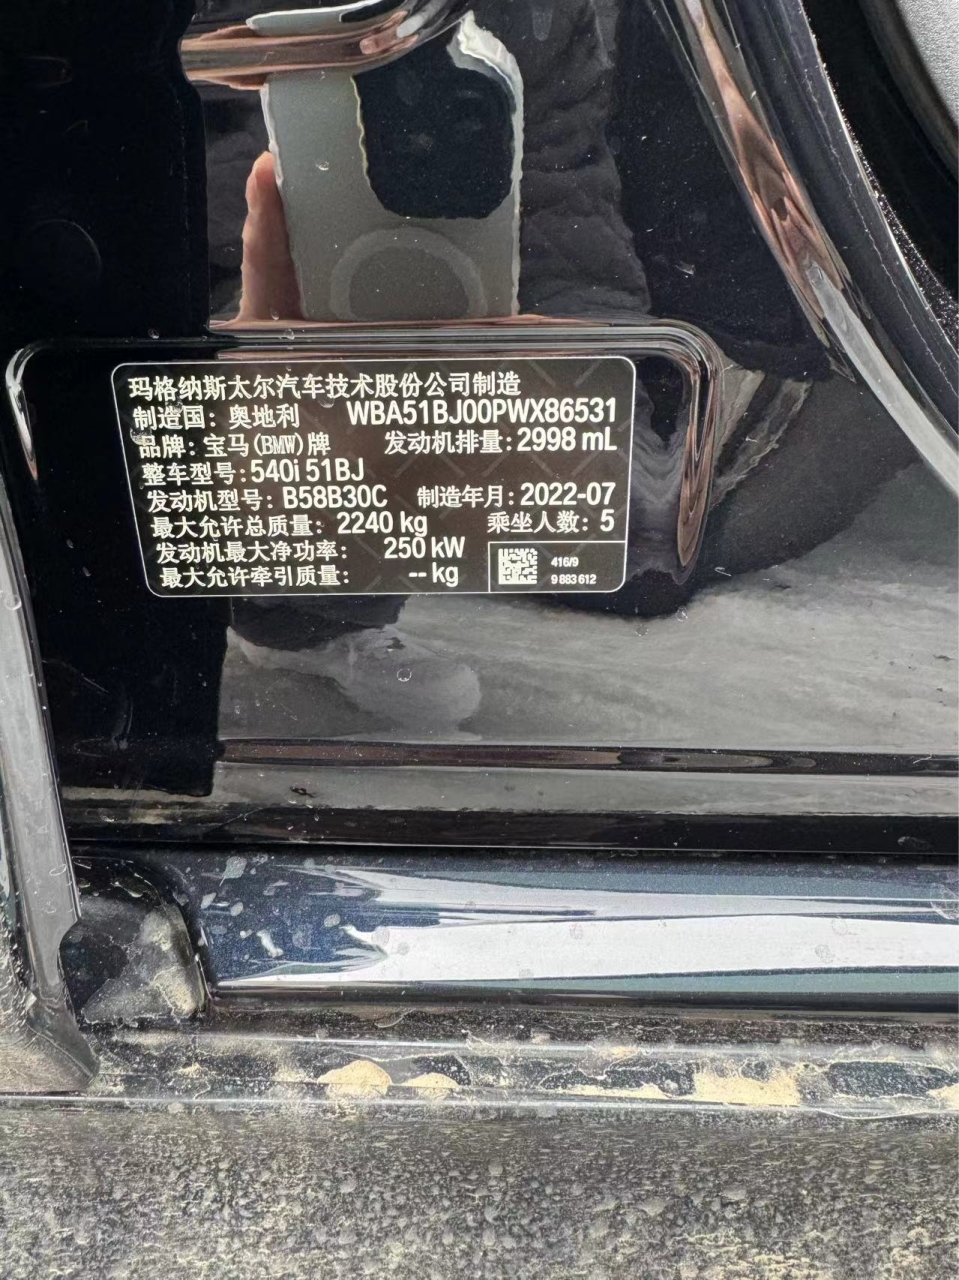 玛格纳斯太尔汽车技术股份公司制造
制造国：奥地利 WBA51BJ00PWX86531
品牌：宝马(BMW)牌 发动机排量：2998 mL
整车型号：540i 51BJ
发动机型号：B58B30C 制造年月：2022-07
最大允许总质量：2240 kg 乘坐人数：5
发动机最大净功率：250 kW
最大允许牵引质量：-- kg
416/9
9 883 612